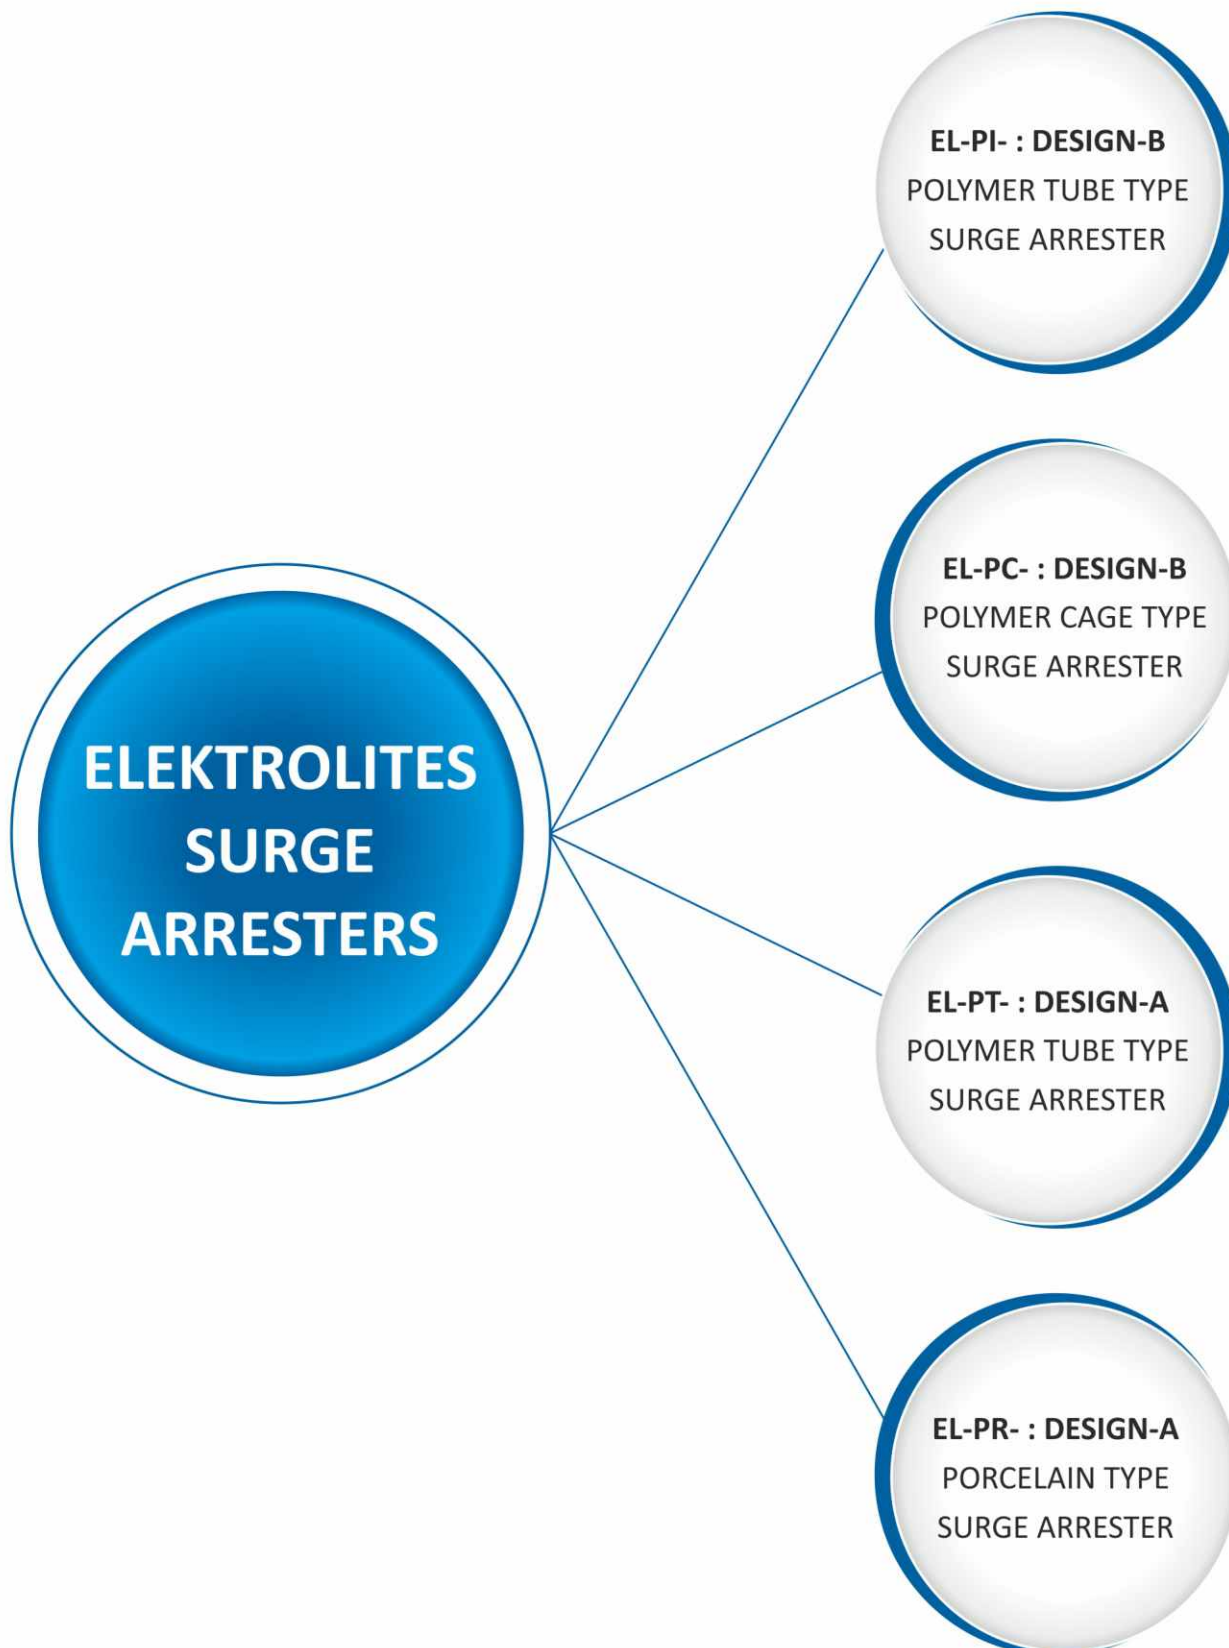 ELEKTROLITES
SURGE
ARRESTERS
EL-PI- : DESIGN-B
POLYMER TUBE TYPE
SURGE ARRESTER
EL-PC- : DESIGN-B
POLYMER CAGE TYPE
SURGE ARRESTER
EL-PT- : DESIGN-A
POLYMER TUBE TYPE
SURGE ARRESTER
EL-PR- : DESIGN-A
PORCELAIN TYPE
SURGE ARRESTER